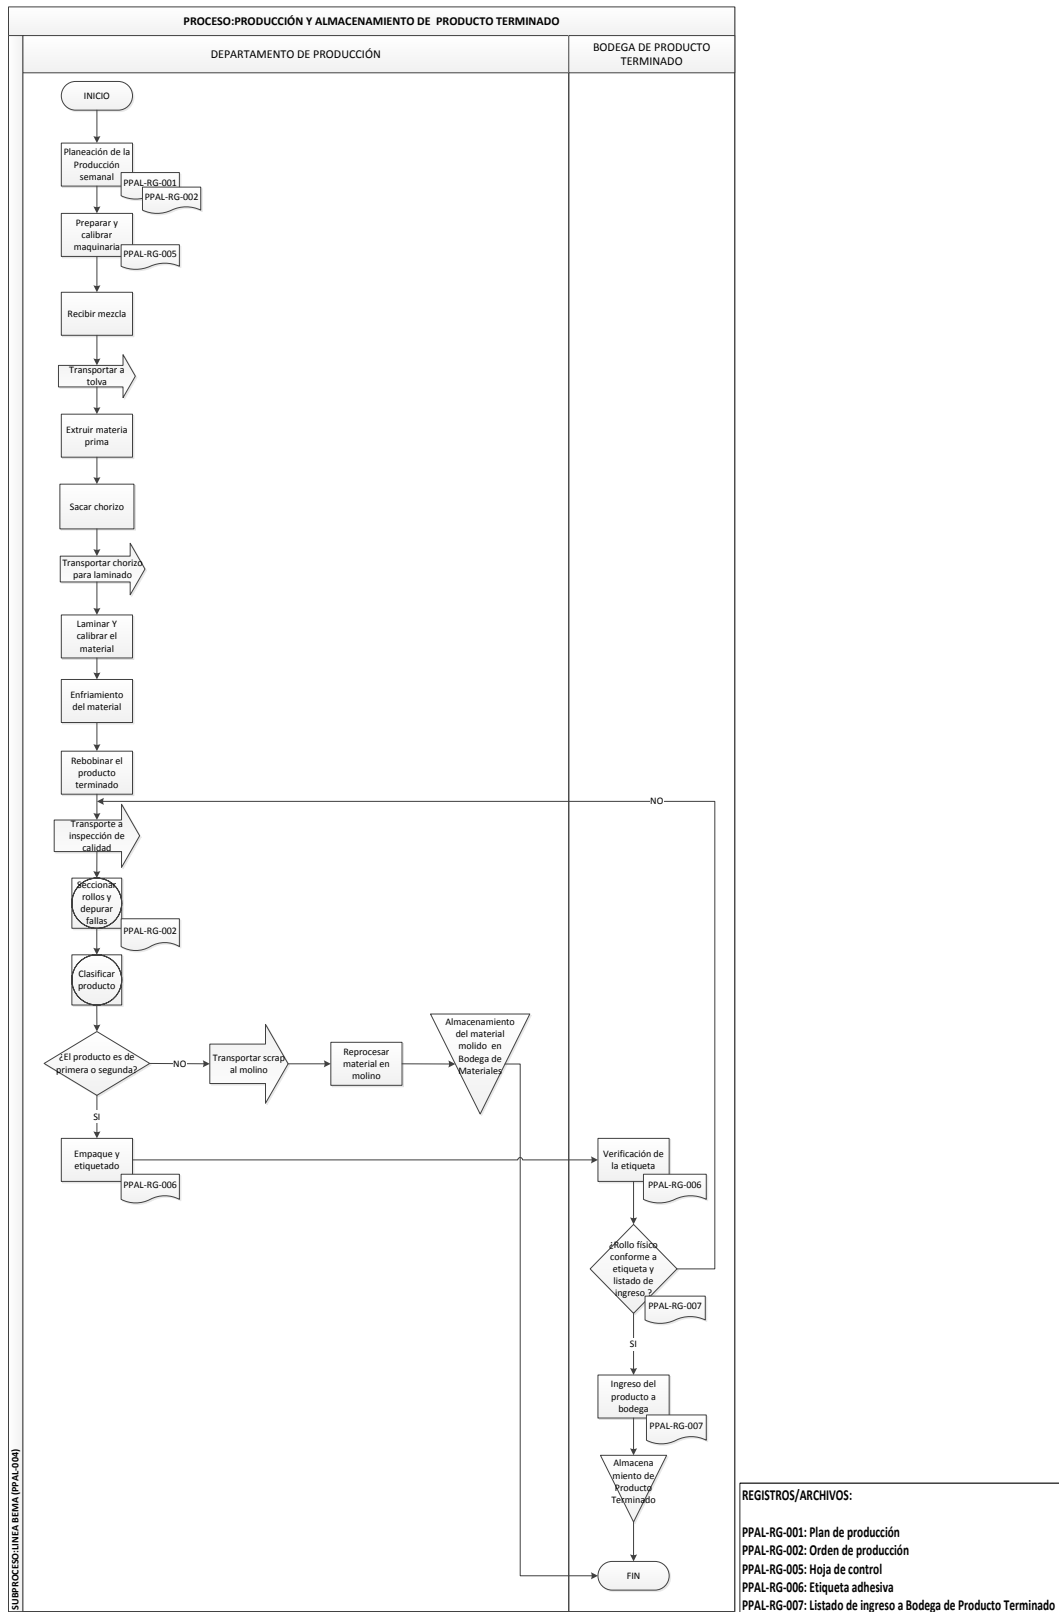 PROCESO:PRODUCCIÓN Y ALMACENAMIENTO DE PRODUCTO TERMINADO
DEPARTAMENTO DE PRODUCCIÓN
BODEGA DE PRODUCTO
TERMINADO
SUBPROCESO:LINEA BEMA (PPAL-004)
INICIO
Planeación de la
Producción
semanal
PPAL-RG-001
PPAL-RG-002
Preparar y
calibrar
maquinaria
PPAL-RG-005
Recibir mezcla
Transportar a
tolva
Extruir materia
prima
Sacar chorizo
Transportar chorizo
para laminado
Laminar Y
calibrar el
material
Enfriamiento
del material
Rebobinar el
producto
terminado
NO
Transporte a
inspección de
calidad
Seccionar
rollos y
depurar
fallas
PPAL-RG-002
Clasificar
producto
¿El producto es de
primera o segunda?
NO
Transportar scrap
al molino
Reprocesar
material en
molino
Almacenamiento
del material
molido en
Bodega de
Materiales
SI
Empaque y
etiquetado
PPAL-RG-006
Verificación de
la etiqueta
PPAL-RG-006
¿Rollo físico
conforme a
etiqueta y
listado de
ingreso ?
PPAL-RG-007
SI
Ingreso del
producto a
bodega
PPAL-RG-007
Almacena
miento de
Producto
Terminado
FIN
REGISTROS/ARCHIVOS:
PPAL-RG-001: Plan de producción
PPAL-RG-002: Orden de producción
PPAL-RG-005: Hoja de control
PPAL-RG-006: Etiqueta adhesiva
PPAL-RG-007: Listado de ingreso a Bodega de Producto Terminado